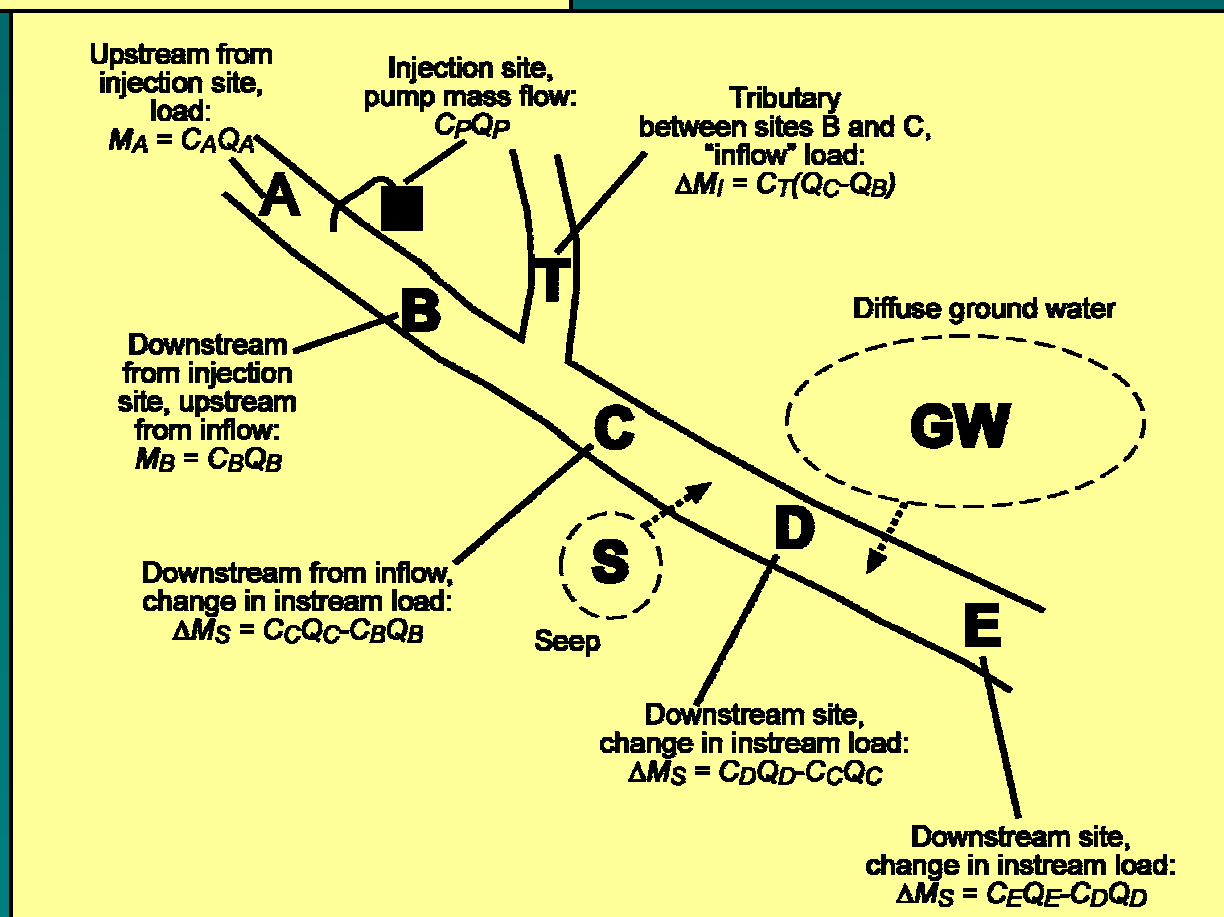 Upstream from
injection site,
load:
MA = CAQA
Injection site,
pump mass flow:
CPQP
Tributary
between sites B and C,
“inflow” load:
ΔMI = CT(QC-QB)
A
T
B
Diffuse ground water
Downstream
from injection
site, upstream
from inflow:
MB = CBQB
C
GW
D
S
Downstream from inflow,
change in instream load:
ΔMS = CCQC-CBQB
Seep
E
Downstream site,
change in instream load:
ΔMS = CDQD-CCQC
Downstream site,
change in instream load:
ΔMS = CEQE-CDQD